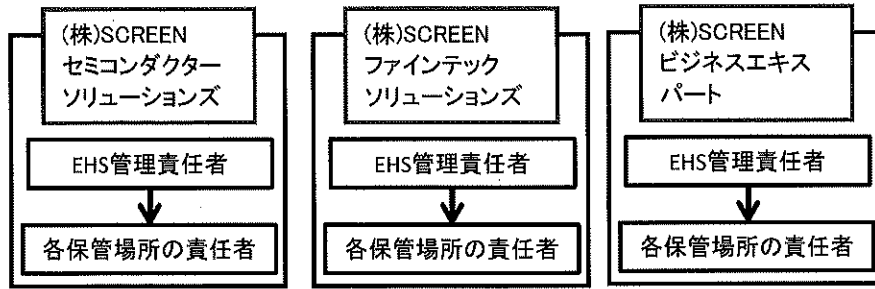 (株)SCREEN
セミコンダクター
ソリューションズ
EHS管理責任者
各保管場所の責任者
(株)SCREEN
ファインテック
ソリューションズ
EHS管理責任者
各保管場所の責任者
(株)SCREEN
ビジネスエキス
パート
EHS管理責任者
各保管場所の責任者